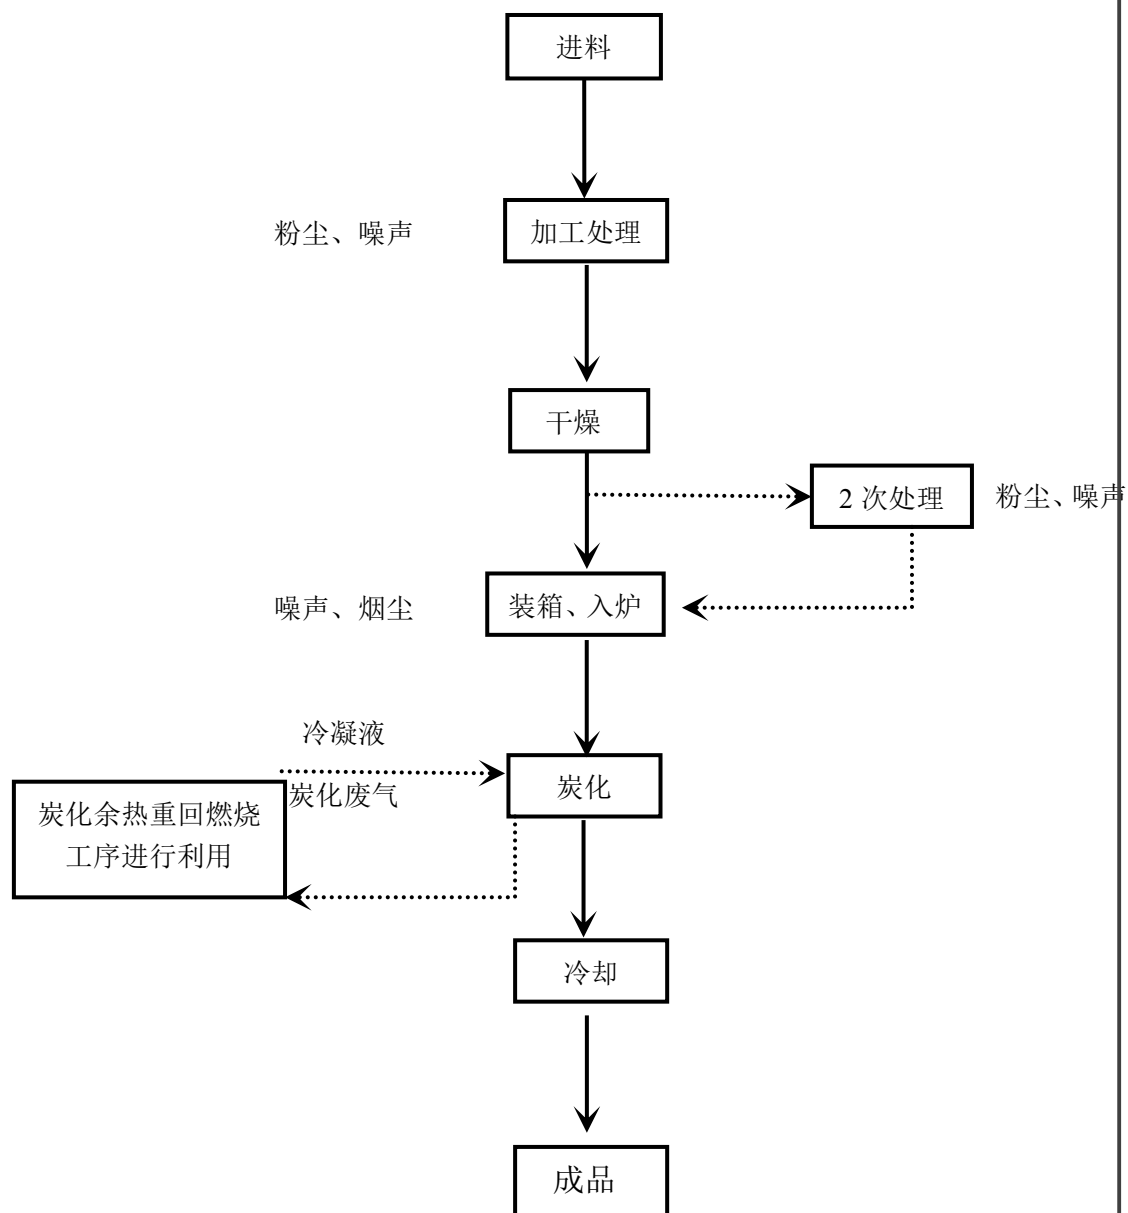 进料
粉尘、噪声
加工处理
干燥
2 次处理
粉尘、噪声
噪声、烟尘
装箱、入炉
冷凝液
炭化废气
炭化
炭化余热重回燃烧
工序进行利用
冷却
成品